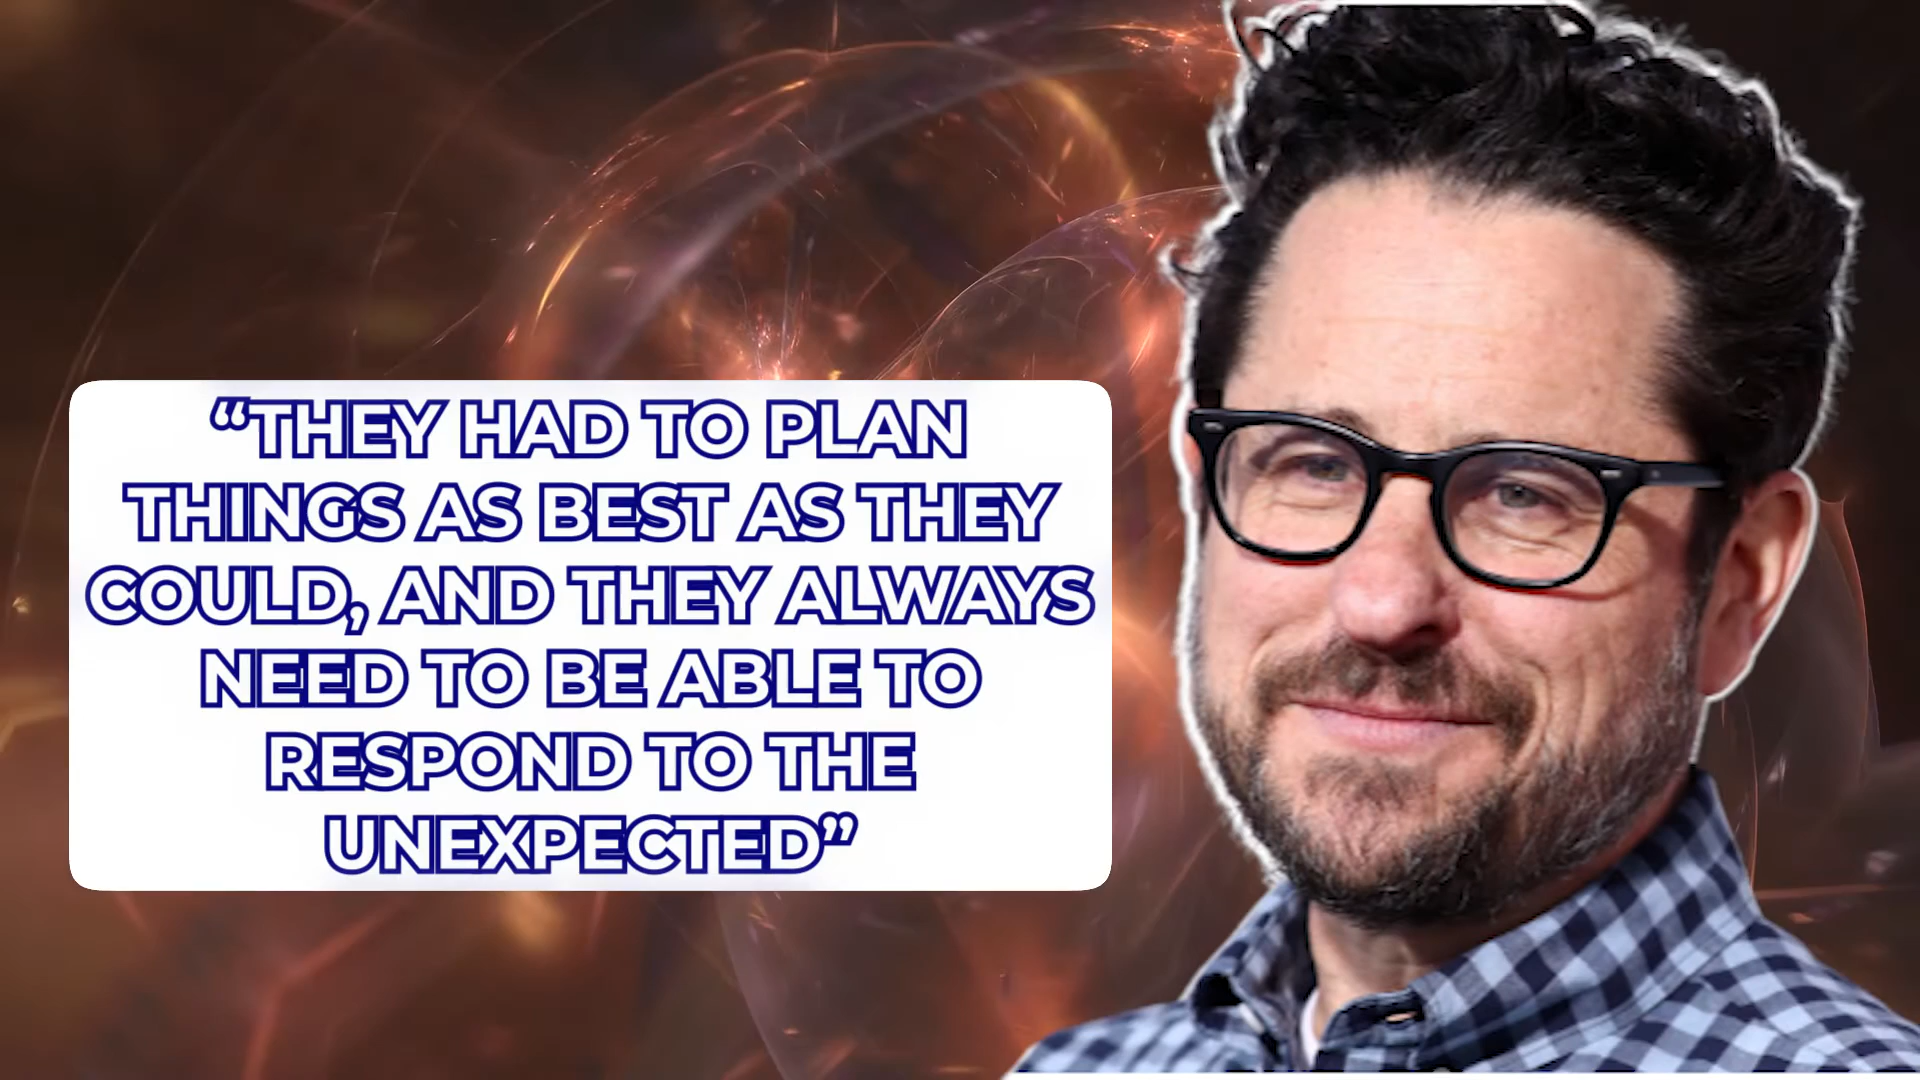 “THEY HAD TO PLAN
THINGS AS BEST AS THEY
COULD, AND THEY ALWAYS
NEED TO BE ABLE TO
RESPOND TO THE
UNEXPECTED”